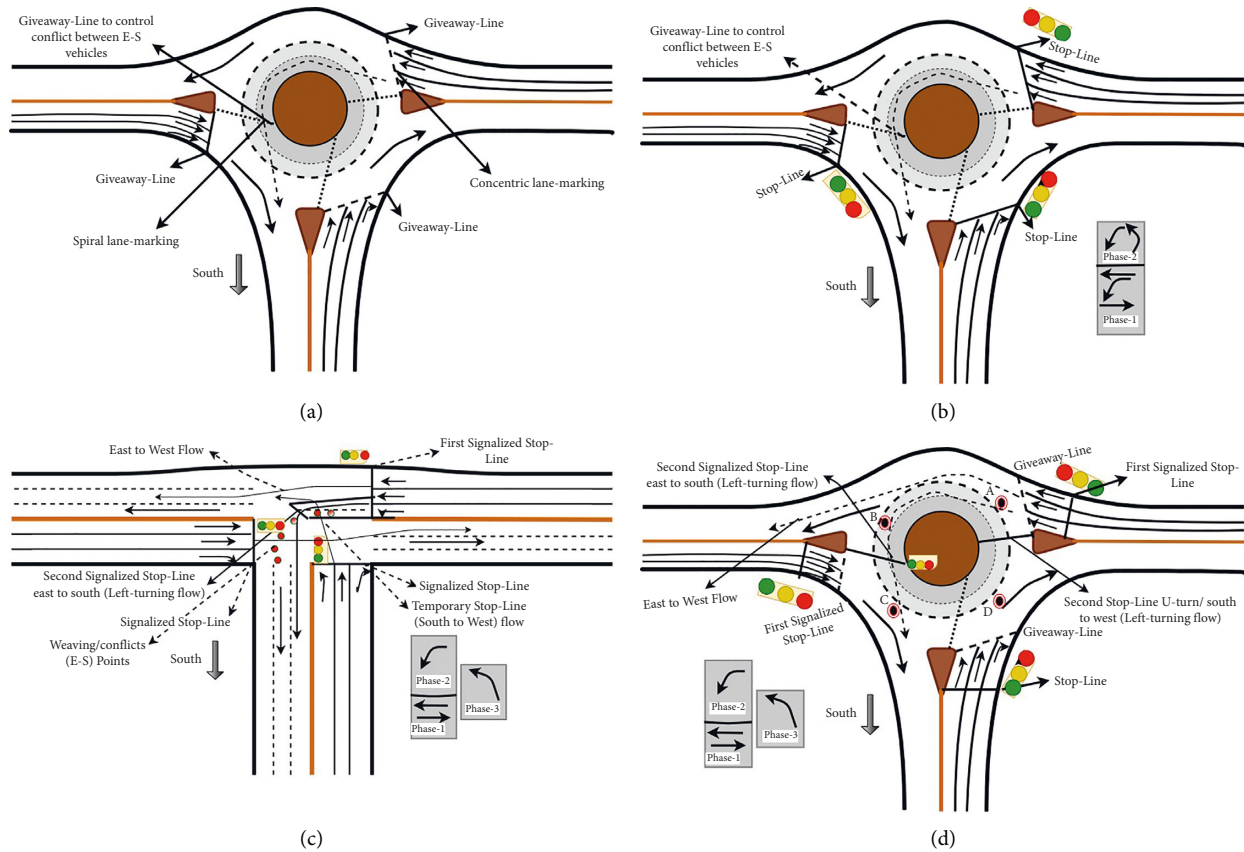 Giveaway-Line to control
conflict between E-S
vehicles
Giveaway-Line
Giveaway-Line
Concentric lane-marking
Giveaway-Line
Spiral lane-marking
South
(a)
Giveaway-Line to control
conflict between E-S
vehicles
Stop-Line
Stop-Line
Stop-Line
South
Phase-2
Phase-1
(b)
East to West Flow
First Signalized Stop-
Line
Second Signalized Stop-Line
east to south (Left-turning flow)
Signalized Stop-Line
Weaving/conflicts
(E-S) Points
South
Signalized Stop-Line
Temporary Stop-Line
(South to West) flow
Phase-2
Phase-1
Phase-3
(c)
Second Signalized Stop-Line
east to south (Left-turning flow)
Giveaway-Line
First Signalized Stop-
Line
A
B
C
D
East to West Flow
First Signalized
Stop-Line
Second Stop-Line U-turn/ south
to west (Left-turning flow)
Giveaway-Line
Stop-Line
South
Phase-2
Phase-1
Phase-3
(d)